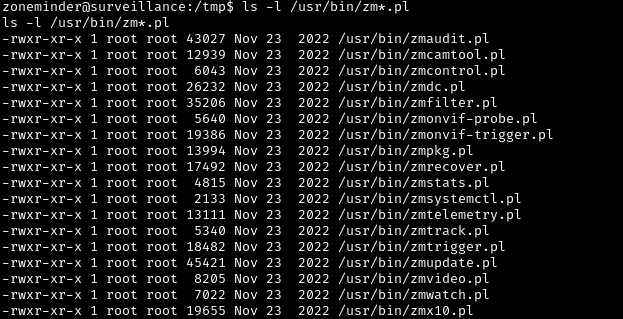 zoneminder@surveillance:/tmp$ ls -l /usr/bin/zm*.pl
ls -l /usr/bin/zm*.pl
-rwxr-xr-x 1 root root 43027 Nov 23  2022 /usr/bin/zmaudit.pl
-rwxr-xr-x 1 root root 12939 Nov 23  2022 /usr/bin/zmcamtool.pl
-rwxr-xr-x 1 root root  6043 Nov 23  2022 /usr/bin/zmcontrol.pl
-rwxr-xr-x 1 root root 26232 Nov 23  2022 /usr/bin/zmdc.pl
-rwxr-xr-x 1 root root 35206 Nov 23  2022 /usr/bin/zmfilter.pl
-rwxr-xr-x 1 root root  5640 Nov 23  2022 /usr/bin/zmonvif-probe.pl
-rwxr-xr-x 1 root root 19386 Nov 23  2022 /usr/bin/zmonvif-trigger.pl
-rwxr-xr-x 1 root root 13994 Nov 23  2022 /usr/bin/zmpkg.pl
-rwxr-xr-x 1 root root 17492 Nov 23  2022 /usr/bin/zmrecover.pl
-rwxr-xr-x 1 root root  4815 Nov 23  2022 /usr/bin/zmstats.pl
-rwxr-xr-x 1 root root  2133 Nov 23  2022 /usr/bin/zmsystemctl.pl
-rwxr-xr-x 1 root root 13111 Nov 23  2022 /usr/bin/zmtelemetry.pl
-rwxr-xr-x 1 root root  5340 Nov 23  2022 /usr/bin/zmtrack.pl
-rwxr-xr-x 1 root root 18482 Nov 23  2022 /usr/bin/zmtrigger.pl
-rwxr-xr-x 1 root root 45421 Nov 23  2022 /usr/bin/zmupdate.pl
-rwxr-xr-x 1 root root  8205 Nov 23  2022 /usr/bin/zmvideo.pl
-rwxr-xr-x 1 root root  7022 Nov 23  2022 /usr/bin/zmwatch.pl
-rwxr-xr-x 1 root root 19655 Nov 23  2022 /usr/bin/zmx10.pl